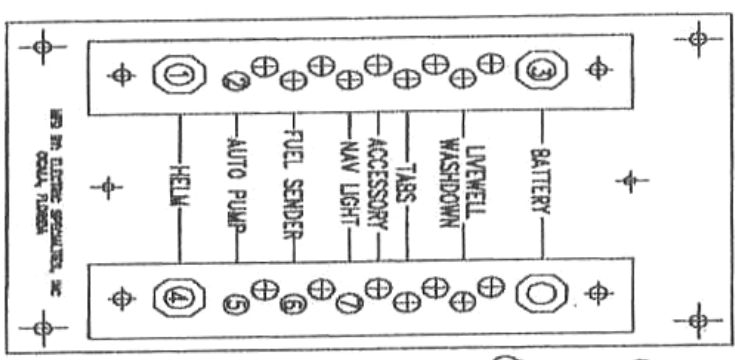 3
BATTERY
LIVEWELL
WASHDOWN
TABS
ACCESSORY
7
NAV LIGHT
FUEL SENDER
6
2
AUTO PUMP
5
1
HELM
4
ELECTRIC SPECIALTIES, INC
OCALA, FLORIDA